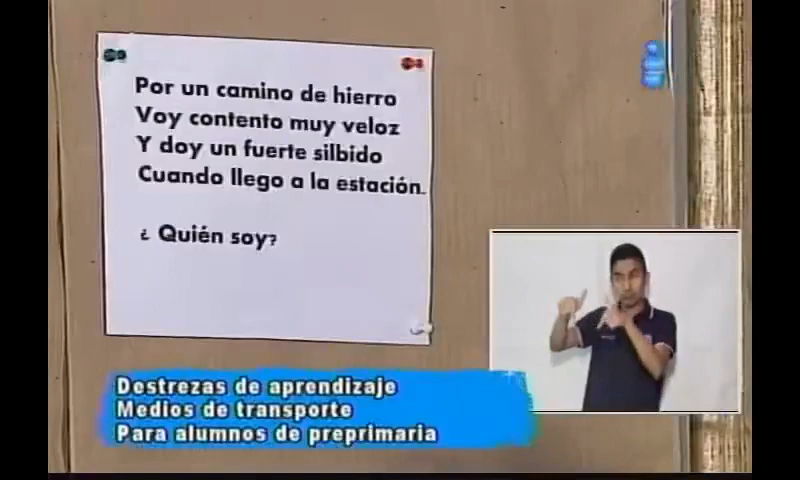 Por un camino de hierro
Voy contento muy veloz
Y doy un fuerte silbido
Cuando llego a la estación.
¿ Quién soy?
Destrezas de aprendizaje
Medios de transporte
Para alumnos de preprimaria